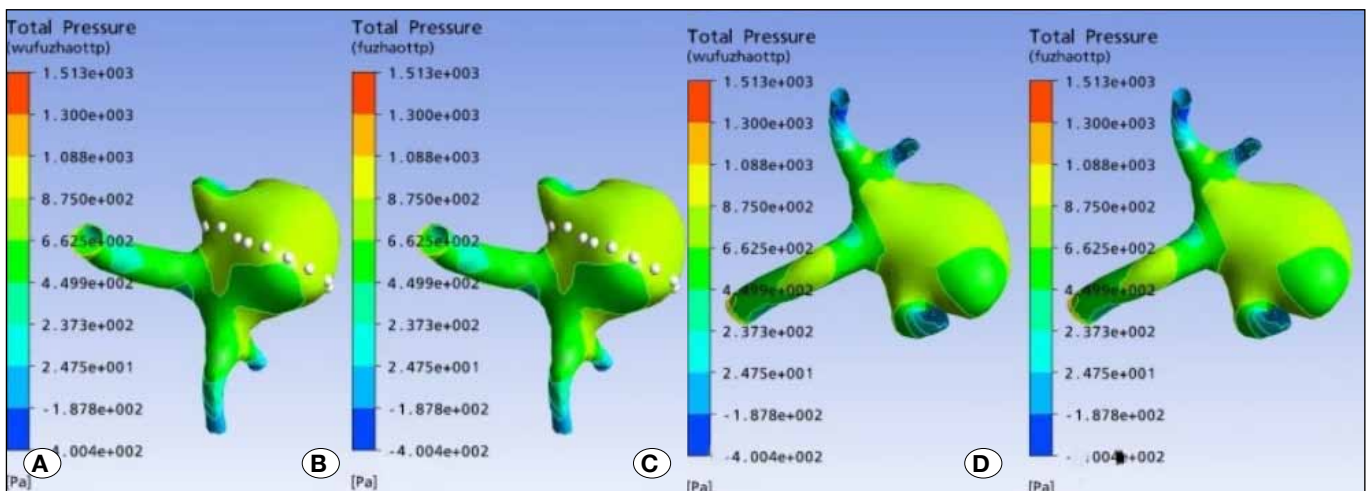 Total Pressure
(wufuzhaottp)
1.513e+003
1.300e+003
1.088e+003
8.750e+002
6.625e+002
4.499e+002
2.373e+002
2.475e+001
-1.878e+002
4.004e+002
[Pa]
A
Total Pressure
(fuzhaottp)
1.513e+003
1.300e+003
1.088e+003
8.750e+002
6.625e+002
4.499e+002
2.373e+002
2.475e+001
-1.878e+002
-4.004e+002
[Pa]
B
Total Pressure
(wufuzhaottp)
1.513e+003
1.300e+003
1.088e+003
8.750e+002
6.625e+002
4.499e+002
2.373e+002
2.475e+001
-1.878e+002
-4.004e+002
[Pa]
C
Total Pressure
(fuzhaottp)
1.513e+003
1.300e+003
1.088e+003
8.750e+002
6.625e+002
4.499e+002
2.373e+002
2.475e+001
-1.878e+002
[Pa]
D